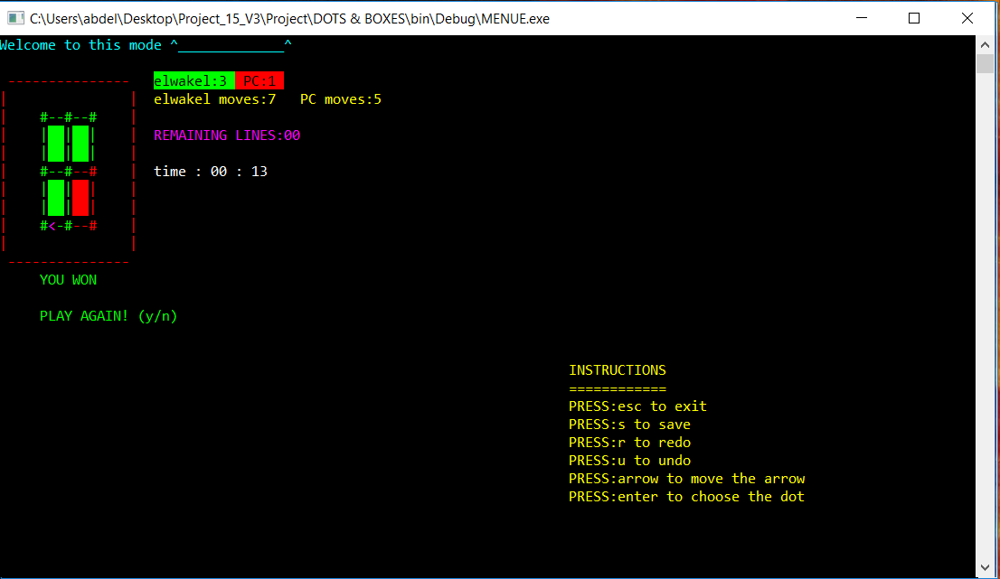 C:\Users\abdel\Desktop\Project_15_V3\Project\DOTS & BOXES\bin\Debug\MENUE.exe
Welcome to this mode ^_____________^
---------------
elwakel:3 PC:1
elwakel moves:7 PC moves:5
#--#--#
| | |
REMAINING LINES:00
| | |
#--#--#
time : 00 : 13
| | |
| | |
#<-#--#
---------------
YOU WON
PLAY AGAIN! (y/n)
INSTRUCTIONS
============
PRESS:esc to exit
PRESS:s to save
PRESS:r to redo
PRESS:u to undo
PRESS:arrow to move the arrow
PRESS:enter to choose the dot